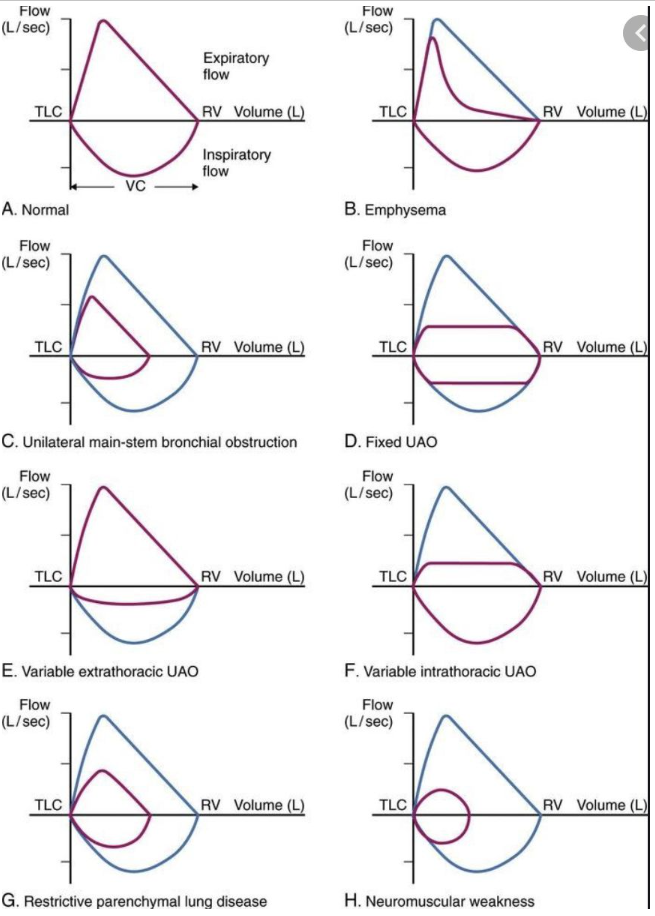 Flow
(L/sec)
Expiratory
flow
TLC
RV Volume (L)
Inspiratory
flow
VC
A. Normal
Flow
(L/sec)
TLC
RV Volume (L)
B. Emphysema
Flow
(L/sec)
TLC
RV Volume (L)
C. Unilateral main-stem bronchial obstruction
Flow
(L/sec)
TLC
RV Volume (L)
D. Fixed UAO
Flow
(L/sec)
TLC
RV Volume (L)
E. Variable extrathoracic UAO
Flow
(L/sec)
TLC
RV Volume (L)
F. Variable intrathoracic UAO
Flow
(L/sec)
TLC
RV Volume (L)
G. Restrictive parenchymal lung disease
Flow
(L/sec)
TLC
RV Volume (L)
H. Neuromuscular weakness